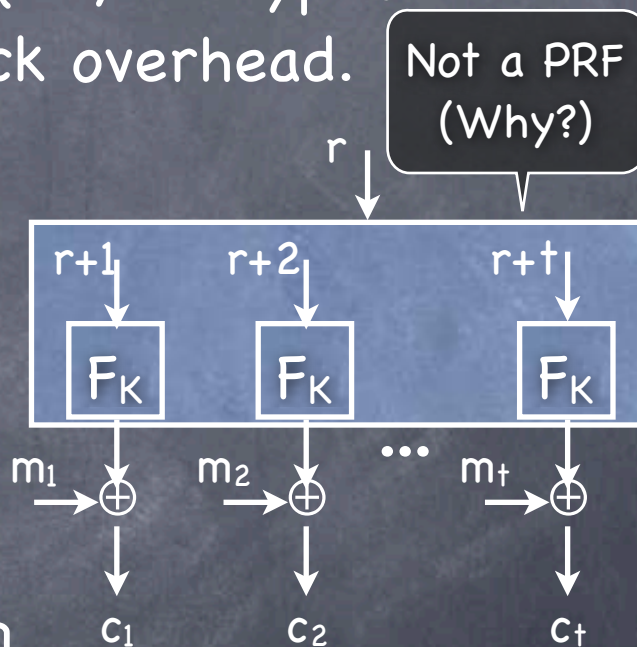 ck overhead.
Not a PRF
(Why?)
r
r+1 r+2 r+t
FK FK FK
...
m1 m2 mt
c1 c2 ct